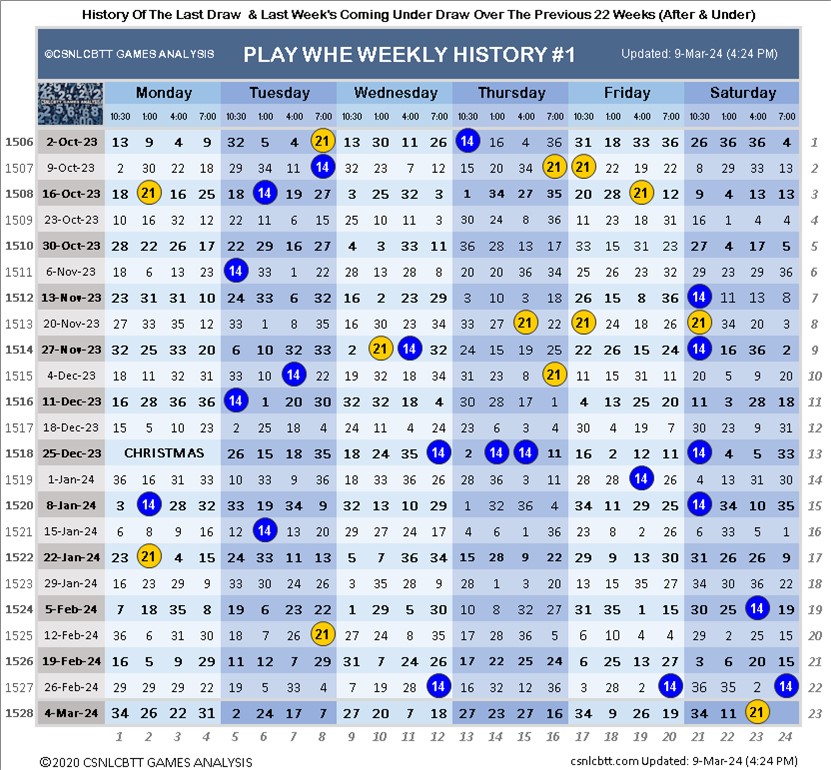 History Of The Last Draw & Last Week's Coming Under Draw Over The Previous 22 Weeks (After & Under)
©CSNLCBTT GAMES ANALYSIS PLAY WHE WEEKLY HISTORY #1 Updated: 9-Mar-24 (4:24 PM)
Monday Tuesday Wednesday Thursday Friday Saturday
CSNLCBTT GAMES ANALYSIS 10:30 1:00 4:00 7:00 10:30 1:00 4:00 7:00 10:30 1:00 4:00 7:00 10:30 1:00 4:00 7:00 10:30 1:00 4:00 7:00 10:30 1:00 4:00 7:00
1506 2-Oct-23 13 9 4 9 32 5 4 21 13 30 11 26 14 16 4 36 31 18 33 36 26 36 36 4 1
1507 9-Oct-23 2 30 22 18 29 34 11 14 32 23 7 12 15 20 34 21 21 22 19 22 8 29 33 13 2
1508 16-Oct-23 18 21 16 25 18 14 19 27 3 25 32 3 1 34 27 35 20 28 21 12 9 4 13 13 3
1509 23-Oct-23 10 16 32 12 22 11 6 15 25 10 11 3 30 24 8 36 11 23 18 31 16 1 4 4 4
1510 30-Oct-23 28 22 26 17 22 29 16 27 4 3 33 11 36 28 13 17 33 15 31 23 27 4 17 5 5
1511 6-Nov-23 18 6 13 23 14 33 1 22 28 13 28 8 20 20 36 34 25 26 23 32 29 23 29 36 6
1512 13-Nov-23 23 31 31 10 24 33 6 32 16 2 23 29 3 10 3 18 26 15 8 36 14 11 13 8 7
1513 20-Nov-23 27 33 35 12 33 1 8 35 8 30 23 34 33 27 21 22 21 24 18 26 21 34 20 3 8
1514 27-Nov-23 32 25 33 20 6 10 32 33 2 21 14 32 24 15 19 25 22 26 15 24 14 16 36 2 9
1515 4-Dec-23 18 11 32 31 33 10 14 22 19 32 8 34 31 23 8 21 11 15 31 11 20 5 9 20 10
1516 11-Dec-23 16 28 36 36 14 1 20 30 32 32 18 4 30 28 17 1 4 13 25 20 11 3 28 18 11
1517 18-Dec-23 15 5 10 23 2 25 18 4 24 11 4 24 23 6 3 4 30 4 19 7 30 23 9 31 12
1518 25-Dec-23 CHRISTMAS 26 15 18 35 18 24 35 14 2 14 14 11 16 2 12 11 14 4 5 24 13
1519 1-Jan-24 36 16 31 33 10 33 9 36 18 33 36 26 28 36 3 11 28 28 14 28 4 13 31 30 14
1520 8-Jan-24 3 14 28 32 33 19 34 9 32 13 10 29 1 32 36 4 34 11 29 25 14 34 10 35 15
1521 15-Jan-24 6 8 9 16 12 14 13 20 29 27 24 17 4 6 24 36 23 8 2 26 6 33 5 1 16
1522 22-Jan-24 23 21 4 15 24 33 11 13 5 7 36 34 15 28 9 22 29 9 13 30 31 26 26 9 17
1523 29-Jan-24 16 23 29 9 33 30 24 26 3 35 28 9 28 1 3 20 13 15 35 27 34 30 36 22 18
1524 5-Feb-24 7 18 35 8 19 6 23 22 1 29 5 30 10 8 32 27 31 35 1 15 30 25 14 19 19
1525 12-Feb-24 36 6 31 30 18 7 26 21 27 24 8 35 17 28 36 5 6 10 4 4 29 2 25 15 20
1526 19-Feb-24 16 5 9 29 11 12 7 29 31 7 24 26 17 22 25 24 6 25 13 27 3 6 20 15 21
1527 26-Feb-24 29 29 29 22 19 5 33 4 7 19 28 14 16 32 12 36 3 28 2 14 36 35 2 14 22
1528 4-Mar-24 34 26 22 31 2 24 17 7 27 20 7 18 27 23 27 16 34 9 26 19 34 11 21 23
1 2 3 4 5 6 7 8 9 10 11 12 13 14 15 16 17 18 19 20 21 22 23 24
©2020 CSNLCBTT GAMES ANALYSIS csnlcbtt.com Updated: 9-Mar-24 (4:24 PM)